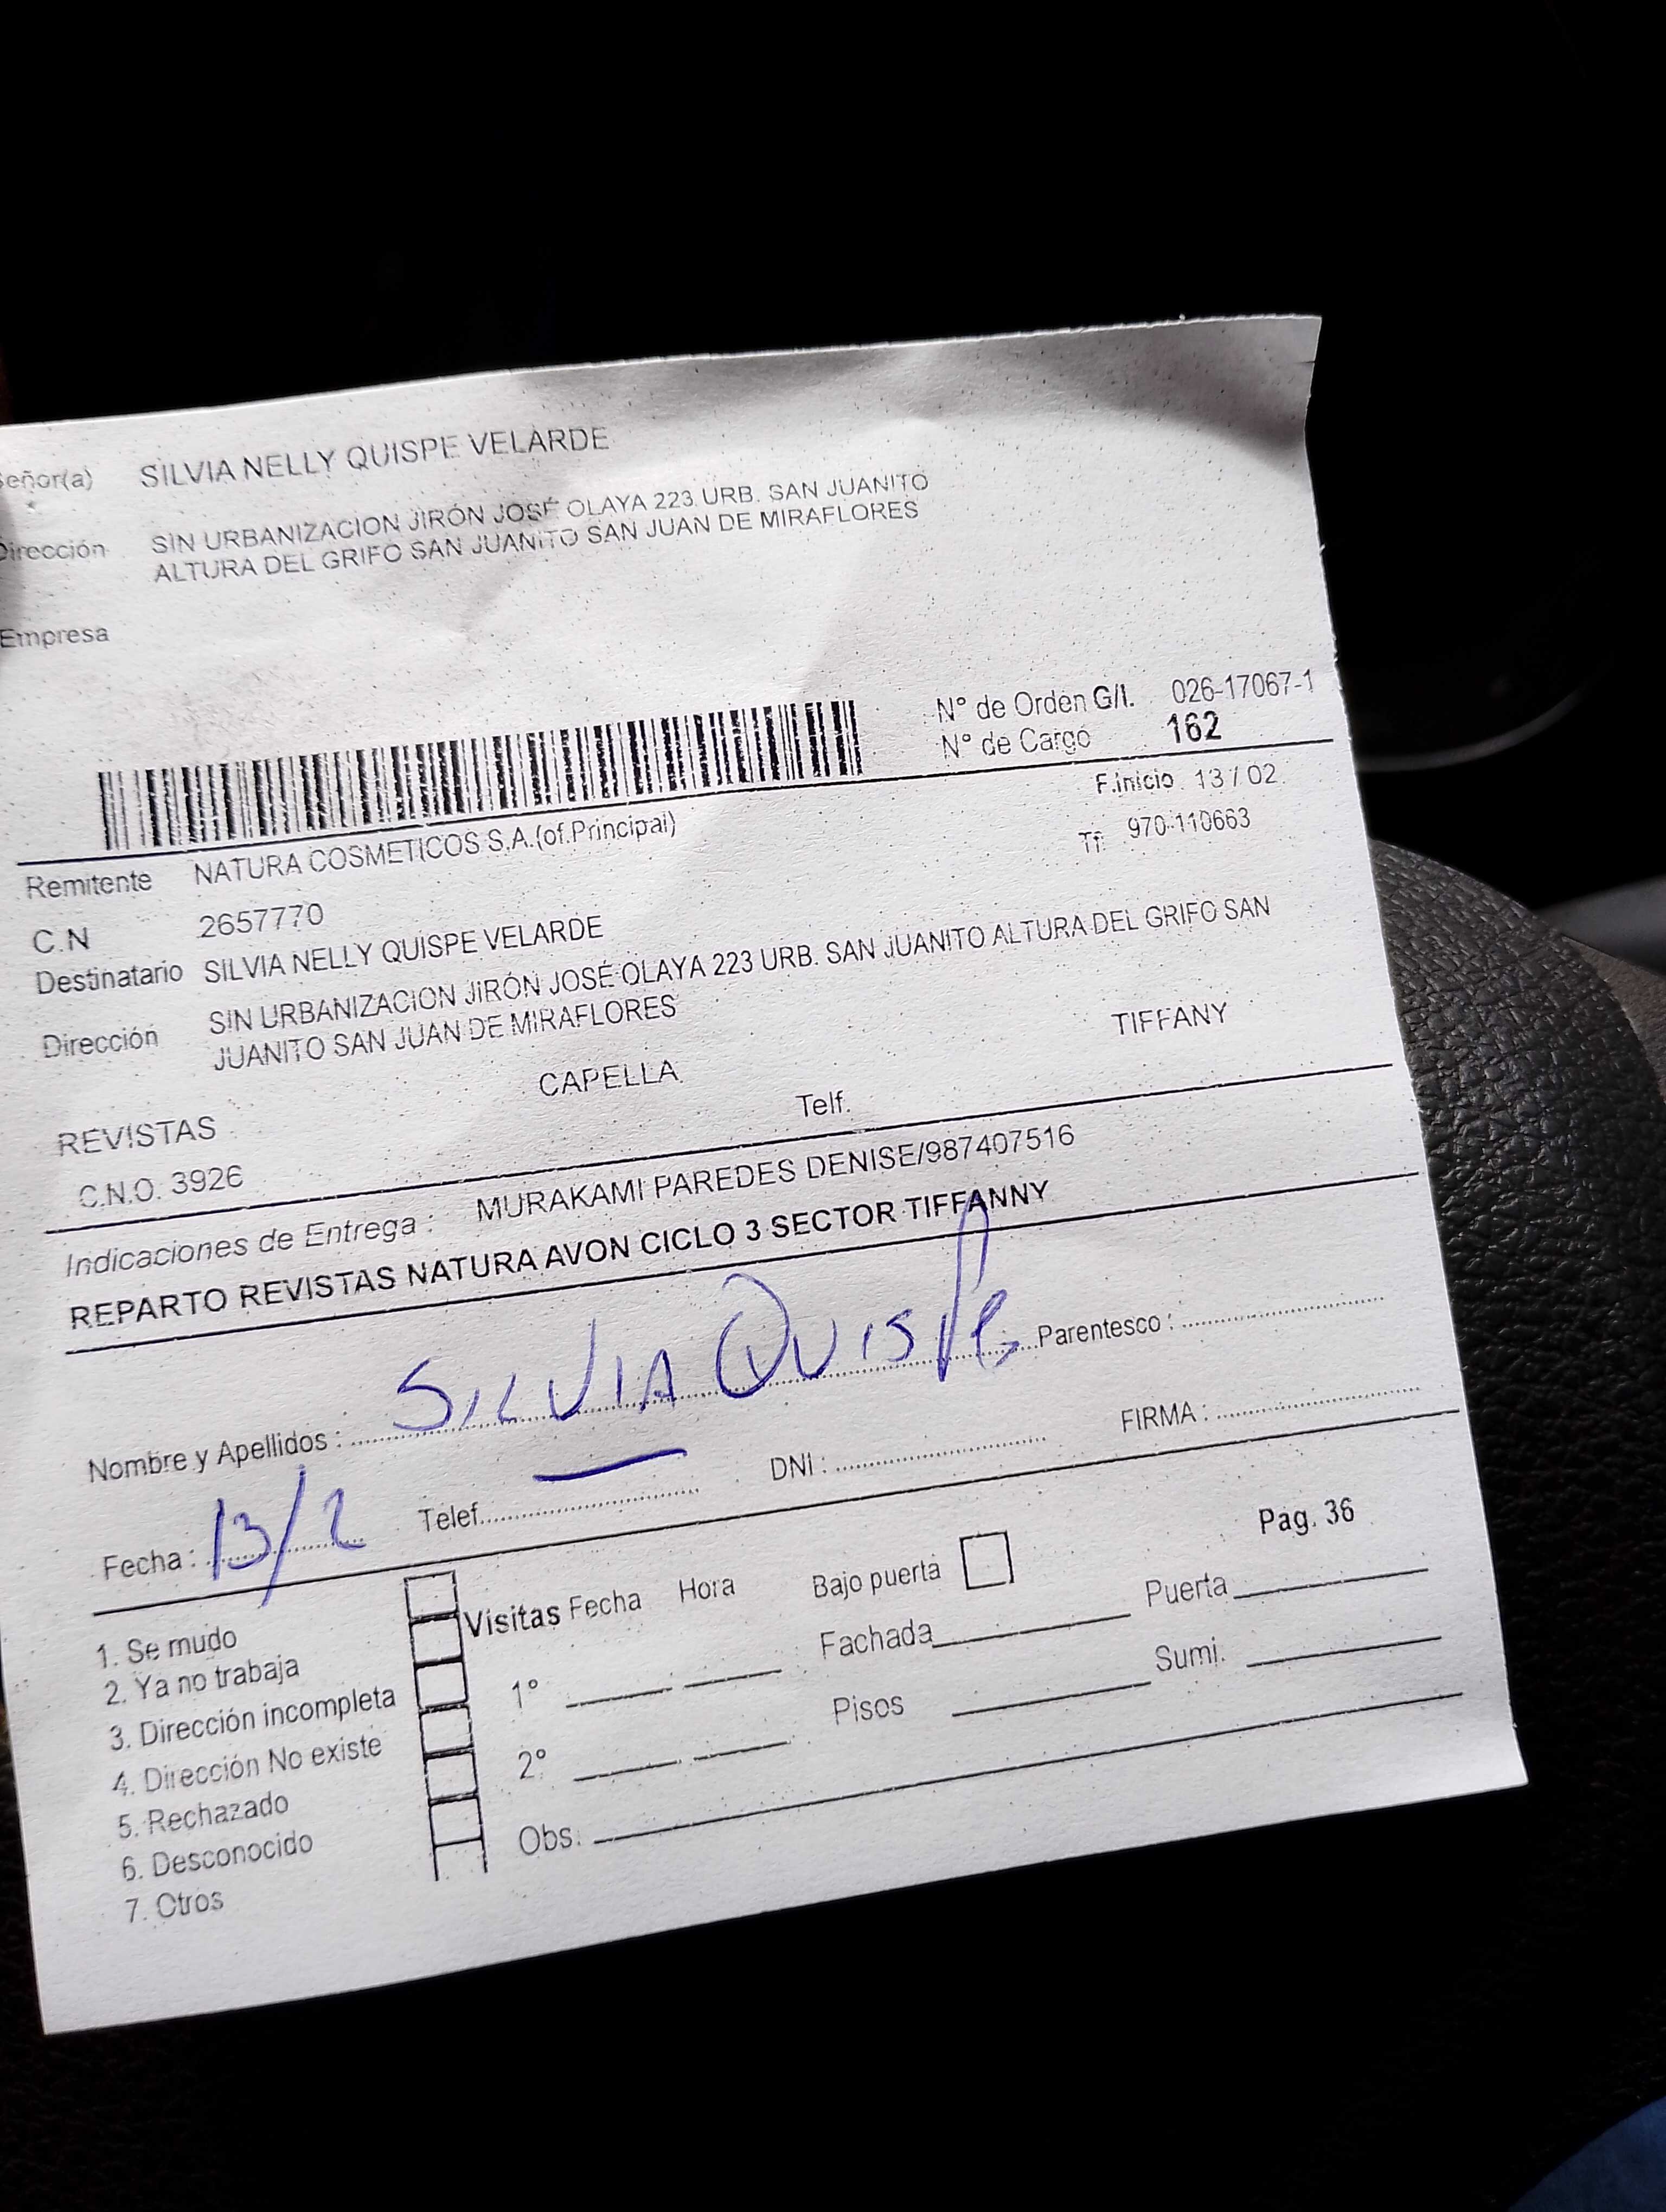 Señor(a) SILVIA NELLY QUISPE VELARDE
Dirección SIN URBANIZACION JIRÓN JOSÉ OLAYA 223 URB. SAN JUANITO
ALTURA DEL GRIFO SAN JUANITO SAN JUAN DE MIRAFLORES
Empresa
N° de Orden G/I. 026-17067-1
N° de Cargo 162
F.inicio 13 / 02
Remitente NATURA COSMETICOS S.A.(of.Principal) Tf: 970-110663
C.N 2657770
Destinatario SILVIA NELLY QUISPE VELARDE
Dirección SIN URBANIZACION JIRÓN JOSÉ OLAYA 223 URB. SAN JUANITO ALTURA DEL GRIFO SAN
JUANITO SAN JUAN DE MIRAFLORES
REVISTAS CAPELLA TIFFANY
C.N.O. 3926 Telf.
Indicaciones de Entrega : MURAKAMI PAREDES DENISE/987407516
REPARTO REVISTAS NATURA AVON CICLO 3 SECTOR TIFFANNY
Nombre y Apellidos : SILVIA QUISPE Parentesco :
Fecha : 13/2 Telef. — DNI : FIRMA :
Pag. 36
1. Se mudo
2. Ya no trabaja
3. Dirección incompleta
4. Dirección No existe
5. Rechazado
6. Desconocido
7. Otros
Visitas Fecha Hora Bajo puerta
1° Fachada Puerta
2° Pisos Sumi.
Obs.